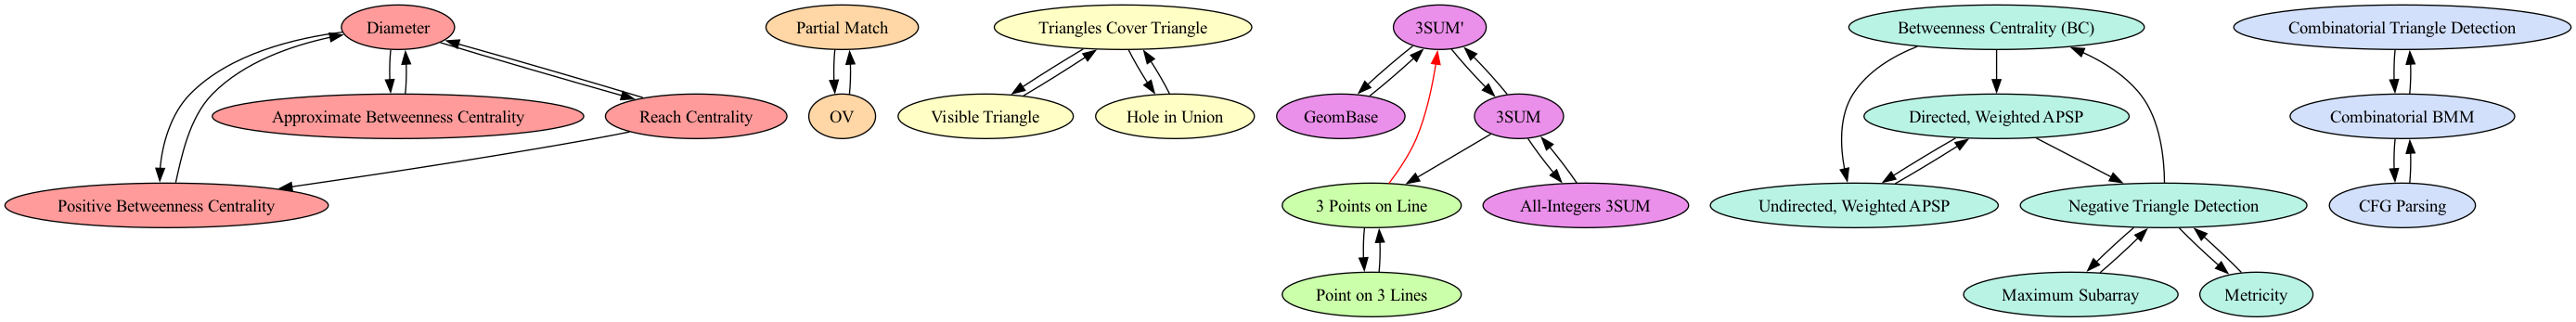 Diameter
Partial Match
Triangles Cover Triangle
3SUM'
Betweenness Centrality (BC)
Combinatorial Triangle Detection
Approximate Betweenness Centrality
Reach Centrality
OV
Visible Triangle
Hole in Union
GeomBase
3SUM
Directed, Weighted APSP
Combinatorial BMM
Positive Betweenness Centrality
3 Points on Line
All-Integers 3SUM
Undirected, Weighted APSP
Negative Triangle Detection
CFG Parsing
Point on 3 Lines
Maximum Subarray
Metricity